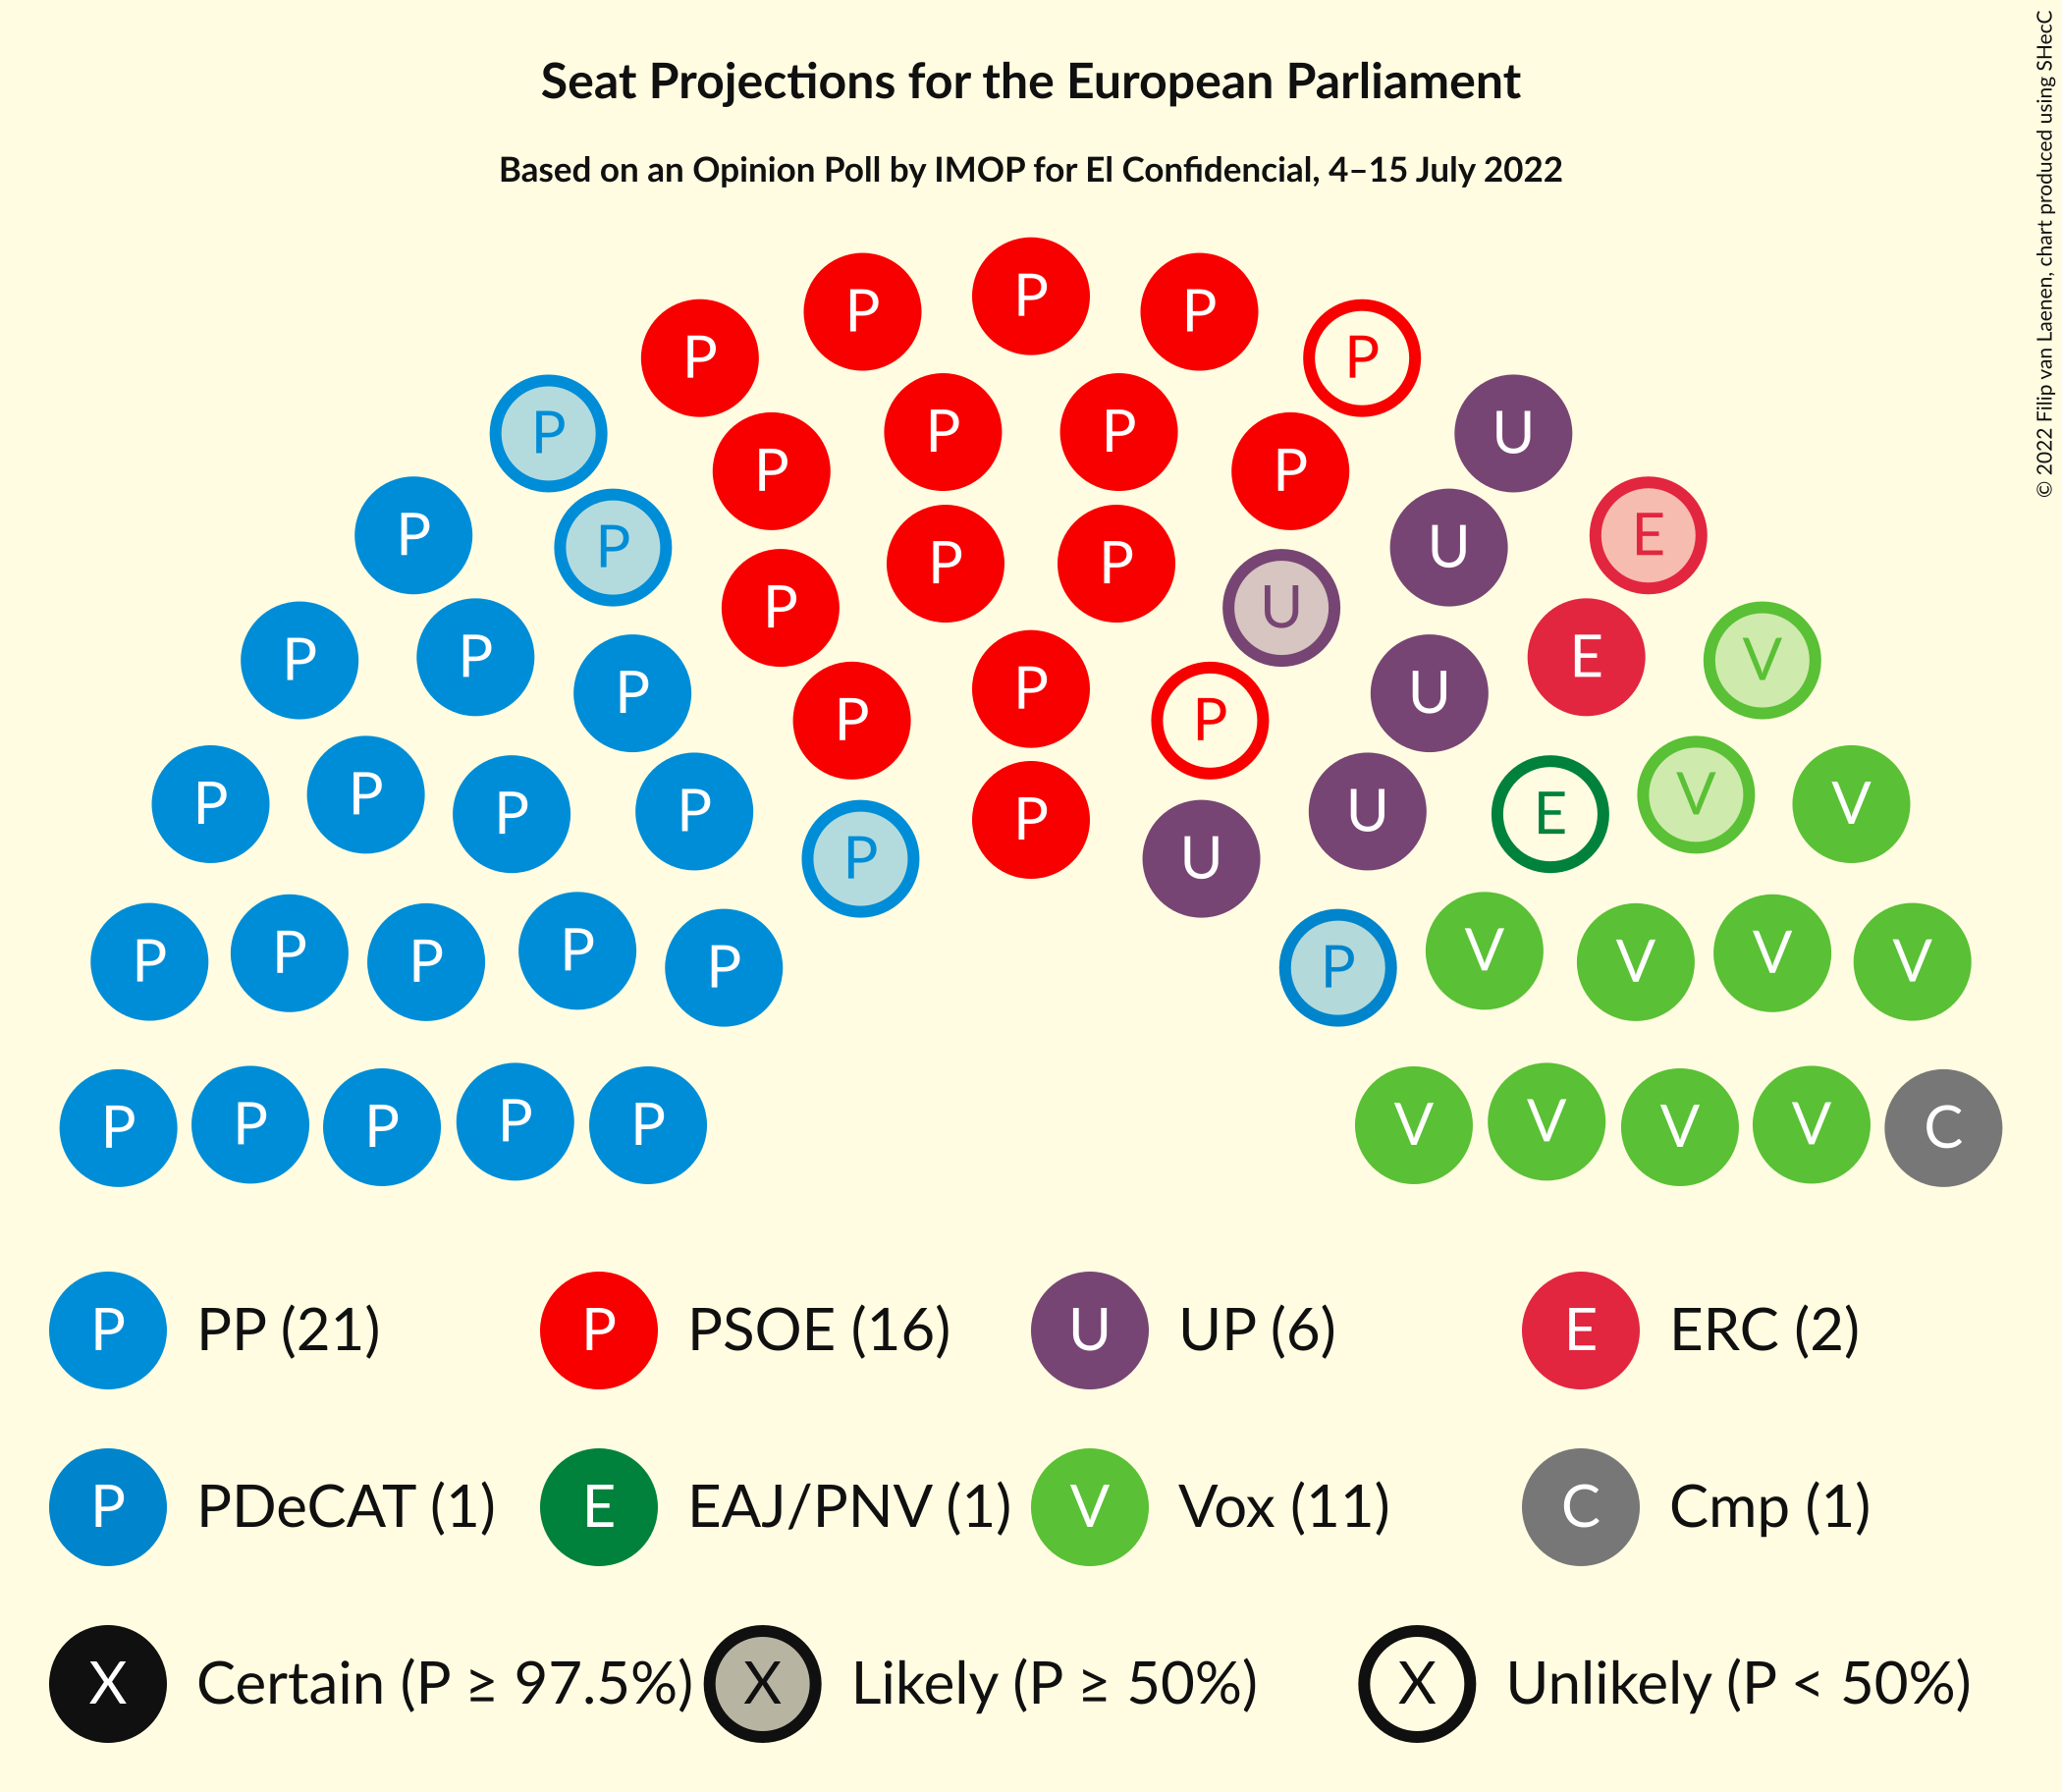 Seat Projections for the European Parliament
Based on an Opinion Poll by IMOP for El Confidencial, 4–15 July 2022
© 2022 Filip van Laenen, chart produced using SHecC
P
P P
P P
P P P P
P U
P P
P P E
P P
U
P U
P P E V
P P
P P
P P
U
P
P P
V
P P P P U E V V
P
P U
P P P P P P V V V V
P P P P P V V V V C
P PP (21) P PSOE (16) U UP (6) E ERC (2)
P PDeCAT (1) E EAJ/PNV (1) V Vox (11) C Cmp (1)
X Certain (P ≥ 97.5%) X Likely (P ≥ 50%) X Unlikely (P < 50%)